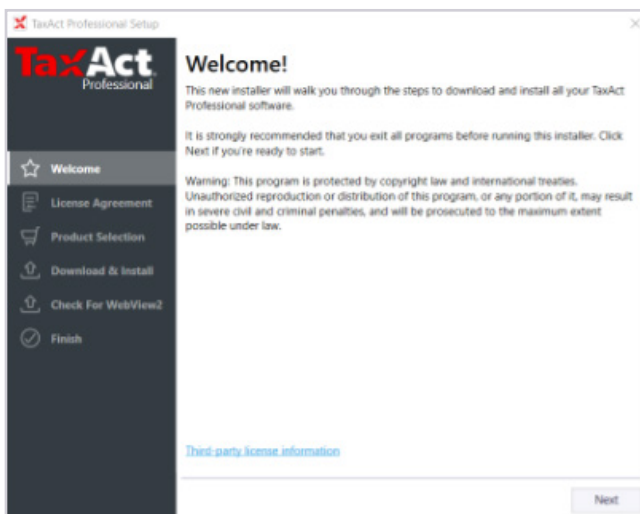 TaxAct Professional Setup
TaxAct
Professional
Welcome
License Agreement
Product Selection
Download & Install
Check For WebView2
Finish
Welcome!
This new installer will walk you through the steps to download and install all your TaxAct
Professional software.
It is strongly recommended that you exit all programs before running this installer. Click
Next if you're ready to start.
Warning: This program is protected by copyright law and international treaties.
Unauthorized reproduction or distribution of this program, or any portion of it, may result
in severe civil and criminal penalties, and will be prosecuted to the maximum extent
possible under law.
Third-party license information
Next